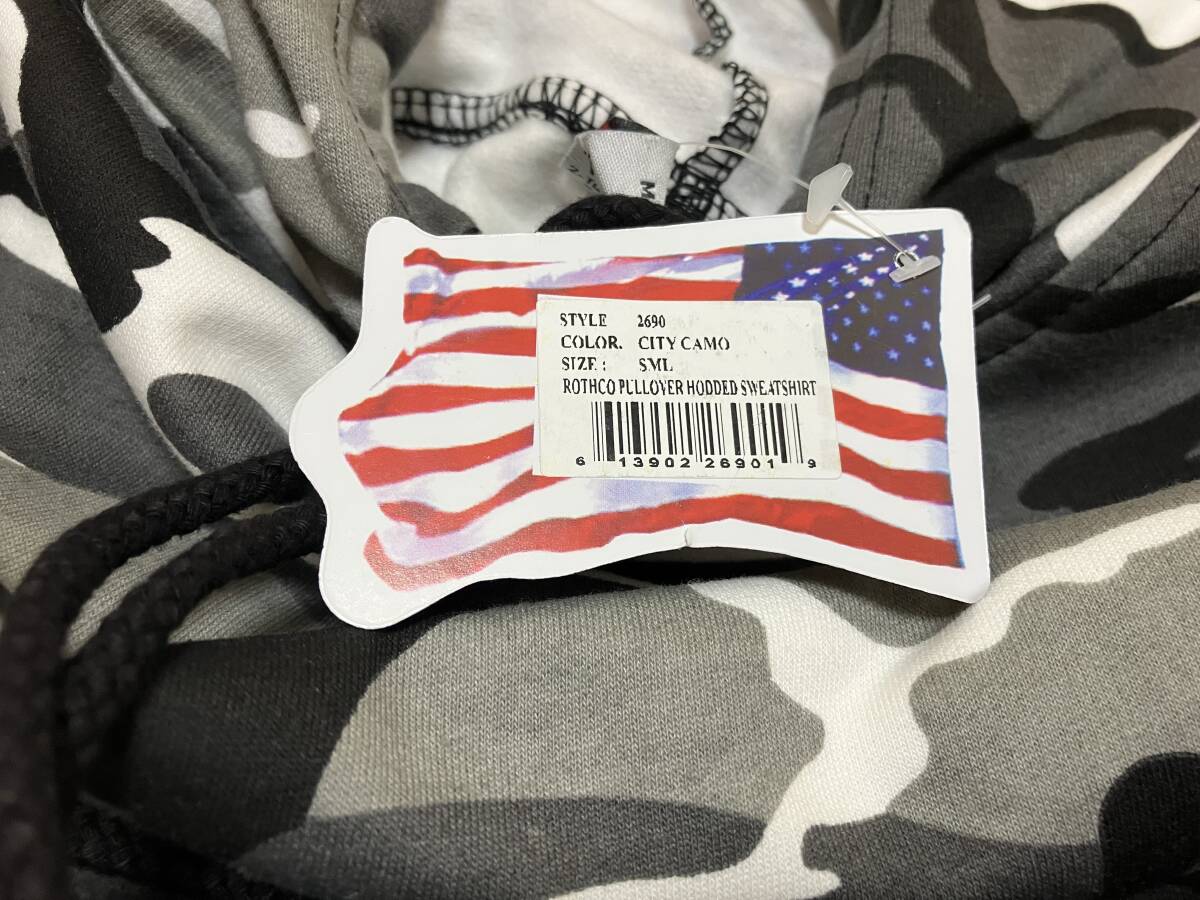 STYLE 2690
COLOR. CITY CAMO
SIZE : SML
ROTHCO PULLOVER HODDED SWEATSHIRT
6 13902 26901 9
M